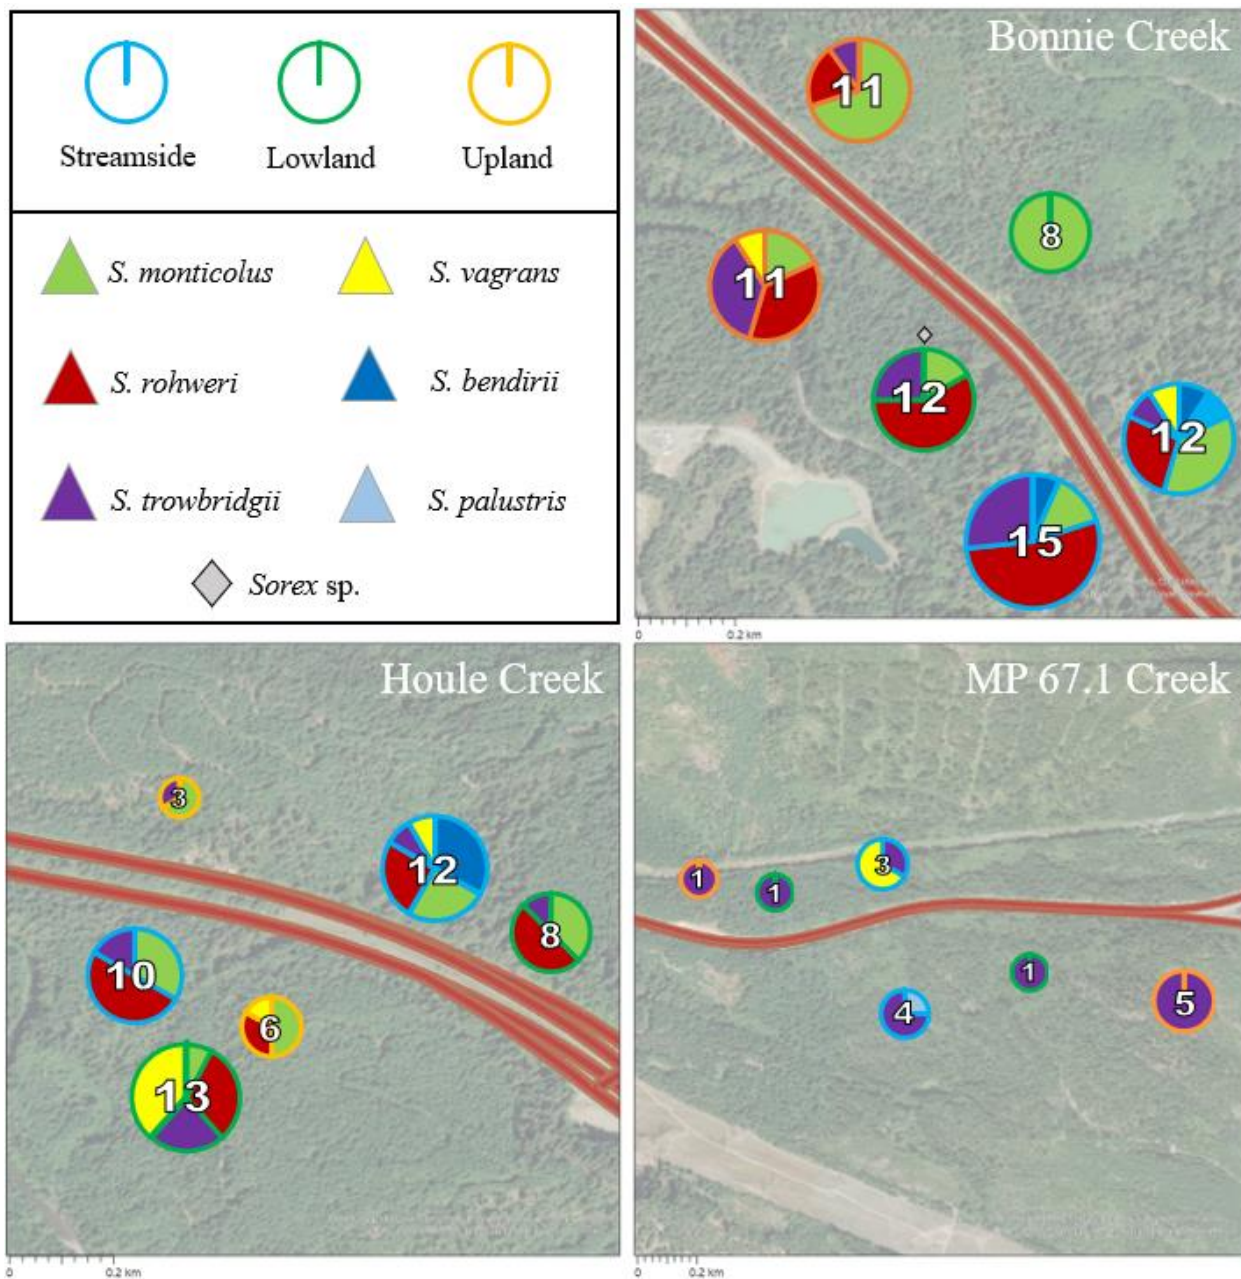 Streamside Lowland Upland
S. monticolus S. vagrans
S. rohweri S. bendirii
S. trowbridgii S. palustris
Sorex sp.
Bonnie Creek
11
8
11
12
12
15
0 0.2 km
Houle Creek
3
12
8
10
6
13
0 0.2 km
MP 67.1 Creek
3
1
1
1
4
5
0 0.2 km